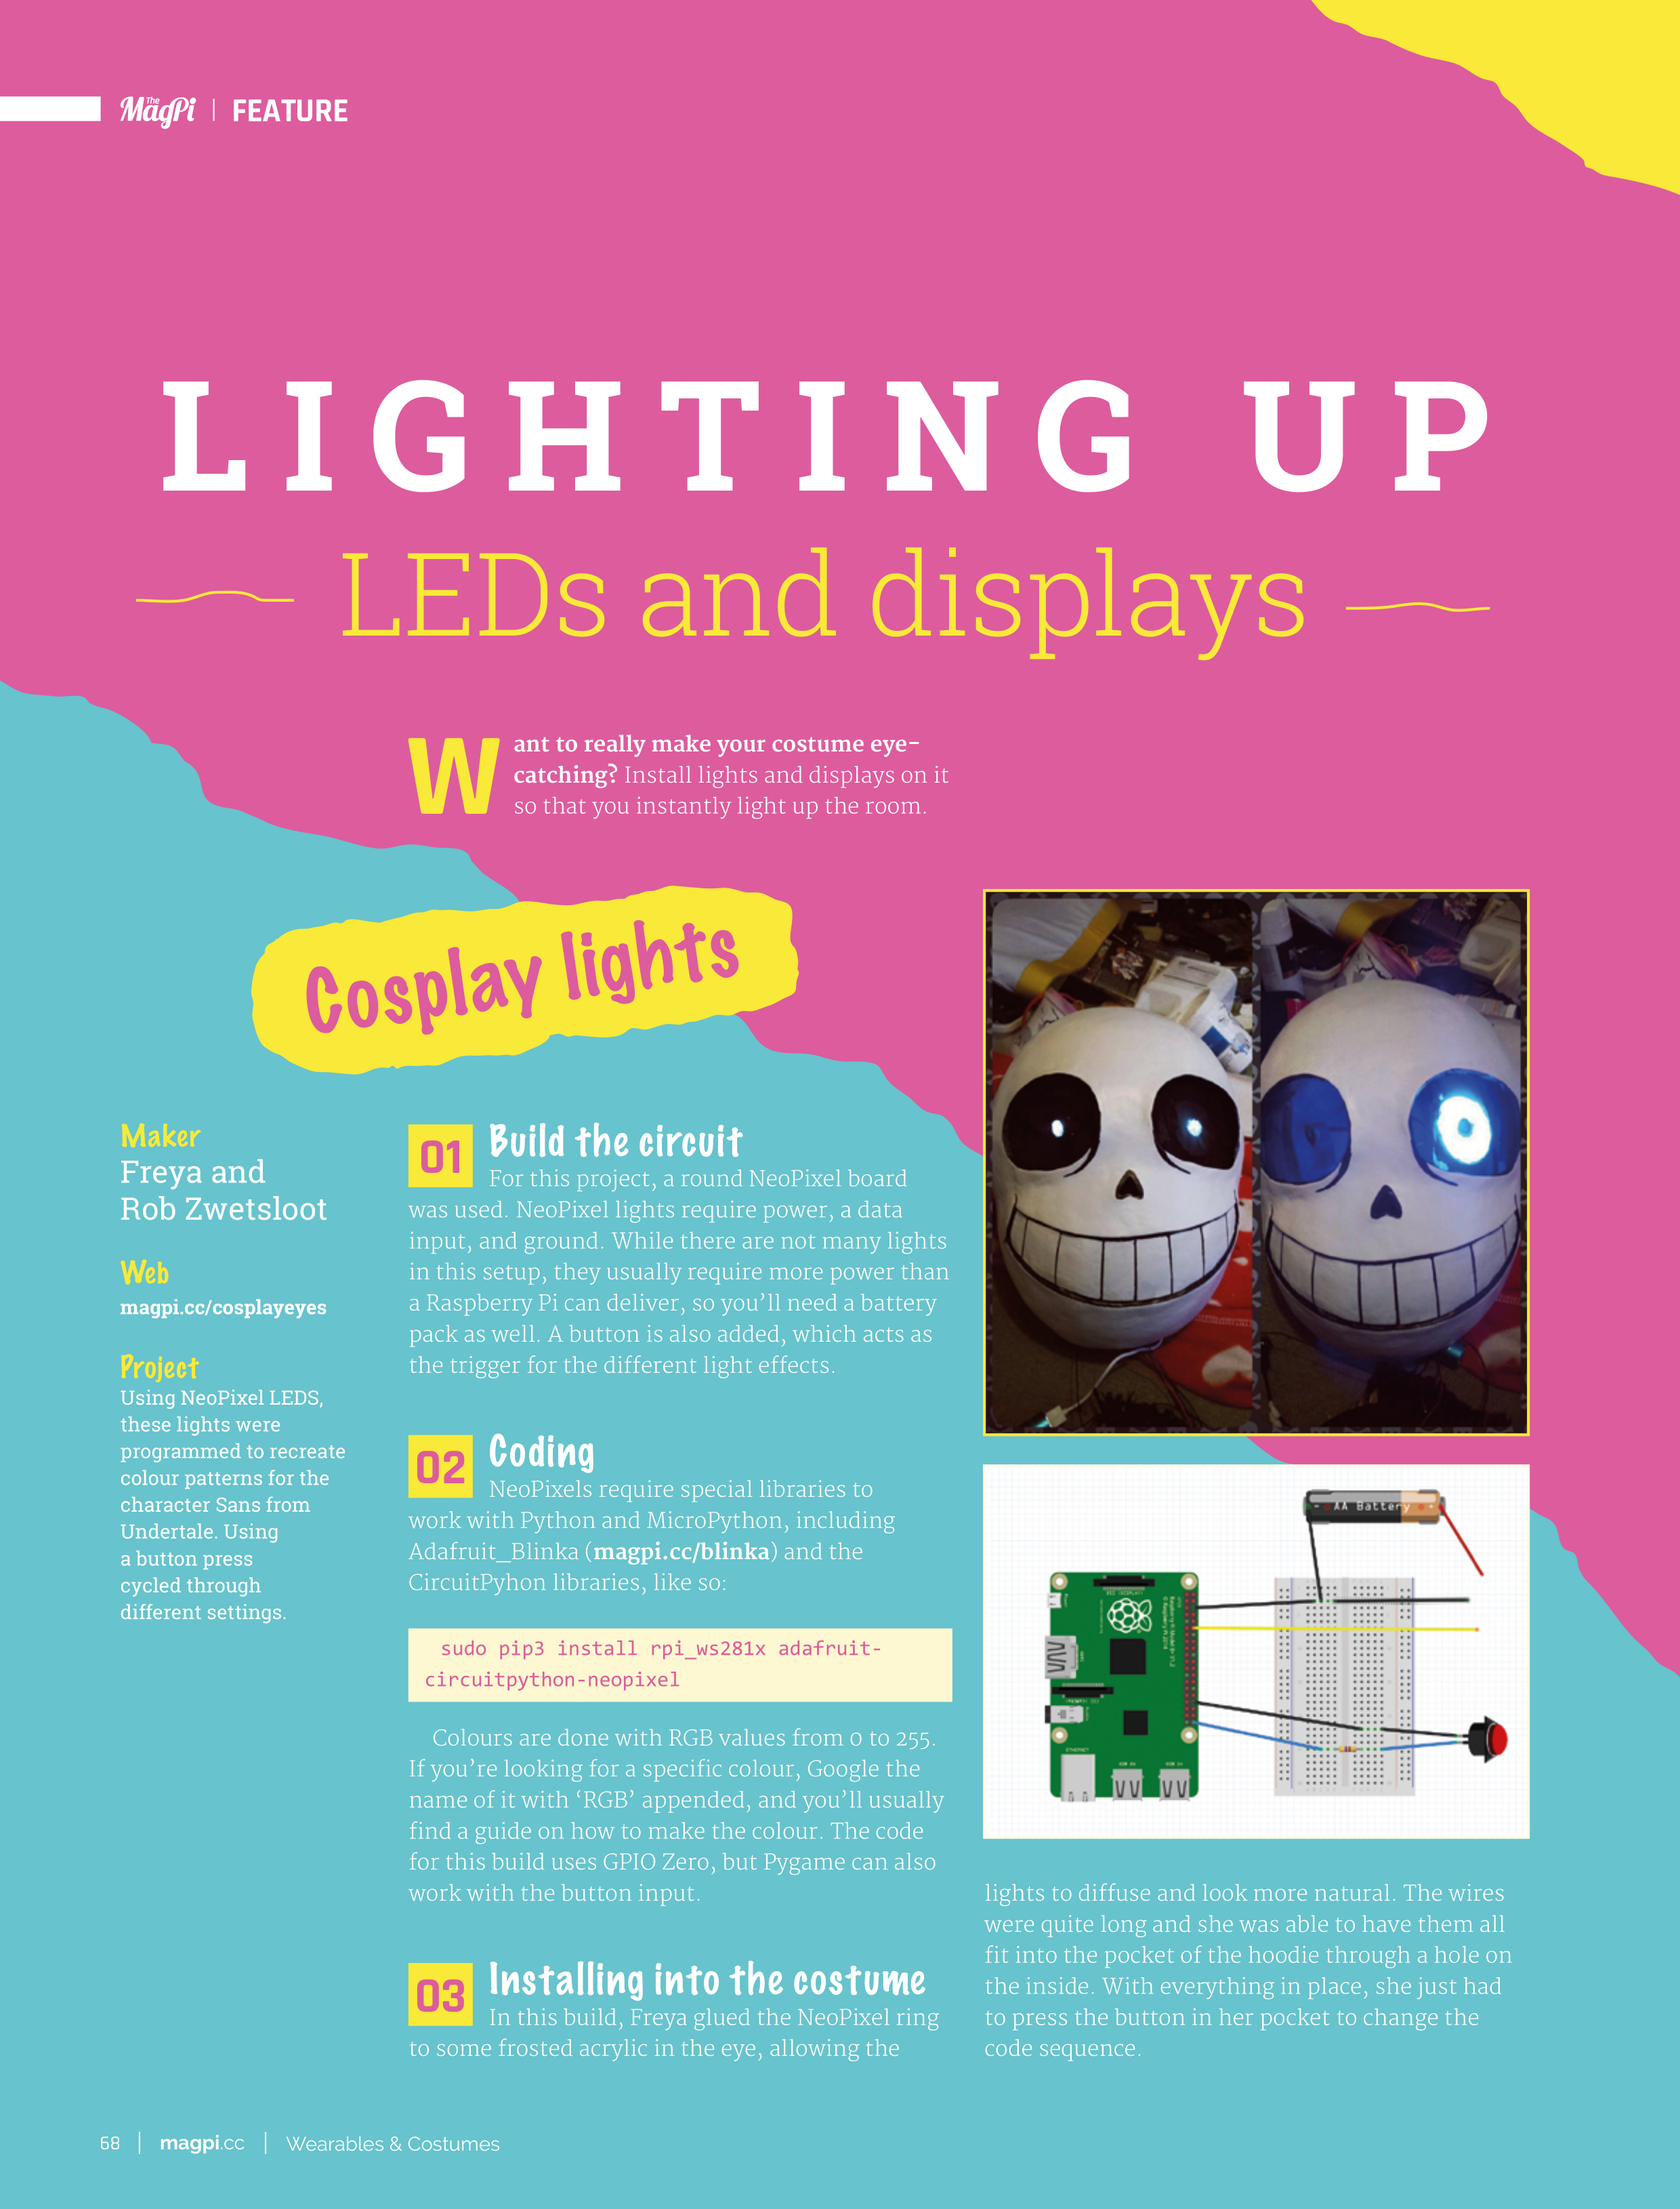 The MagPi | FEATURE
LIGHTING UP
LEDs and displays
Want to really make your costume eye-
catching? Install lights and displays on it
so that you instantly light up the room.
Cosplay lights
Maker
Freya and
Rob Zwetsloot
Web
magpi.cc/cosplayeyes
Project
Using NeoPixel LEDS,
these lights were
programmed to recreate
colour patterns for the
character Sans from
Undertale. Using
a button press
cycled through
different settings.
01 Build the circuit
For this project, a round NeoPixel board
was used. NeoPixel lights require power, a data
input, and ground. While there are not many lights
in this setup, they usually require more power than
a Raspberry Pi can deliver, so you’ll need a battery
pack as well. A button is also added, which acts as
the trigger for the different light effects.
02 Coding
NeoPixels require special libraries to
work with Python and MicroPython, including
Adafruit_Blinka (magpi.cc/blinka) and the
CircuitPyhon libraries, like so:
sudo pip3 install rpi_ws281x adafruit-
circuitpython-neopixel
Colours are done with RGB values from 0 to 255.
If you’re looking for a specific colour, Google the
name of it with ‘RGB’ appended, and you’ll usually
find a guide on how to make the colour. The code
for this build uses GPIO Zero, but Pygame can also
work with the button input.
03 Installing into the costume
In this build, Freya glued the NeoPixel ring
to some frosted acrylic in the eye, allowing the
- AA Battery +
lights to diffuse and look more natural. The wires
were quite long and she was able to have them all
fit into the pocket of the hoodie through a hole on
the inside. With everything in place, she just had
to press the button in her pocket to change the
code sequence.
68 | magpi.cc | Wearables & Costumes